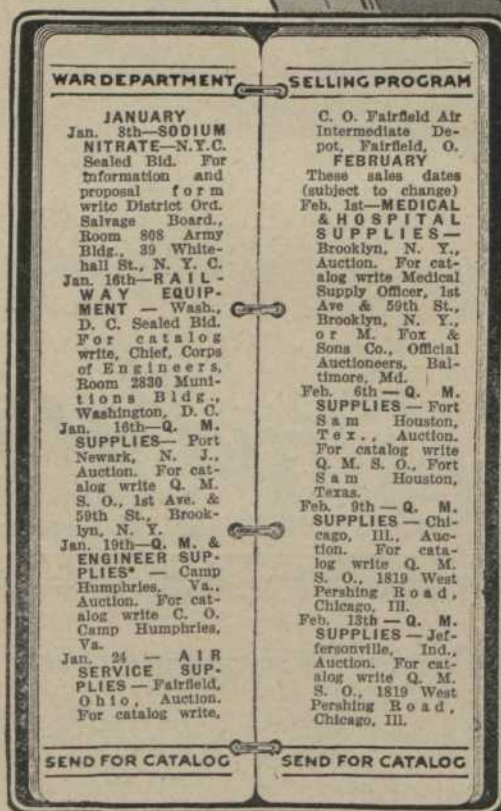 WAR DEPARTMENT
JANUARY
Jan. 8th—SODIUM
NITRATE—N.Y.C.
Sealed Bid. For
Information and
proposal form
write District Ord.
Salvage Board.,
Room 808 Army
Bldg., 39 White-
hall St., N. Y. C.
Jan. 16th—RAIL-
WAY EQUIP-
MENT — Wash.,
D. C. Sealed Bid.
For catalog
write, Chief, Corps
of Engineers,
Room 2830 Muni-
tions Bldg.,
Washington, D. C.
Jan. 16th—Q. M.
SUPPLIES— Port
Newark, N. J.,
Auction. For cat-
alog write Q. M.
S. O., 1st Ave. &
59th St., Brook-
lyn, N. Y.
Jan. 19th—Q. M. &
ENGINEER SUP-
PLIES* — Camp
Humphries, Va.,
Auction. For cat-
alog write C. O.
Camp Humphries,
Va.
Jan. 24 — AIR
SERVICE SUP-
PLIES — Fairfield,
Ohio, Auction.
For catalog write,
SEND FOR CATALOG
SELLING PROGRAM
C. O. Fairfield Air
Intermediate De-
pot, Fairfield, O.
FEBRUARY
These sales dates
(subject to change)
Feb. 1st—MEDICAL
& HOSPITAL
SUPPLIES—
Brooklyn, N. Y.,
Auction. For cat-
alog write Medical
Supply Officer, 1st
Ave & 59th St.,
Brooklyn, N. Y.,
or M. Fox &
Sons Co., Official
Auctioneers, Bal-
timore, Md.
Feb. 6th—Q. M.
SUPPLIES — Fort
Sam Houston,
Tex., Auction.
For catalog write
Q. M. S. O., Fort
Sam Houston,
Texas.
Feb. 9th—Q. M.
SUPPLIES — Chi-
cago, Ill., Auc-
tion. For cata-
log write Q. M.
S. O., 1819 West
Pershing Road,
Chicago, Ill.
Feb. 13th—Q. M.
SUPPLIES — Jef-
fersonville, Ind.,
Auction. For cat-
alog write Q. M.
S. O., 1819 West
Pershing Road,
Chicago, Ill.
SEND FOR CATALOG